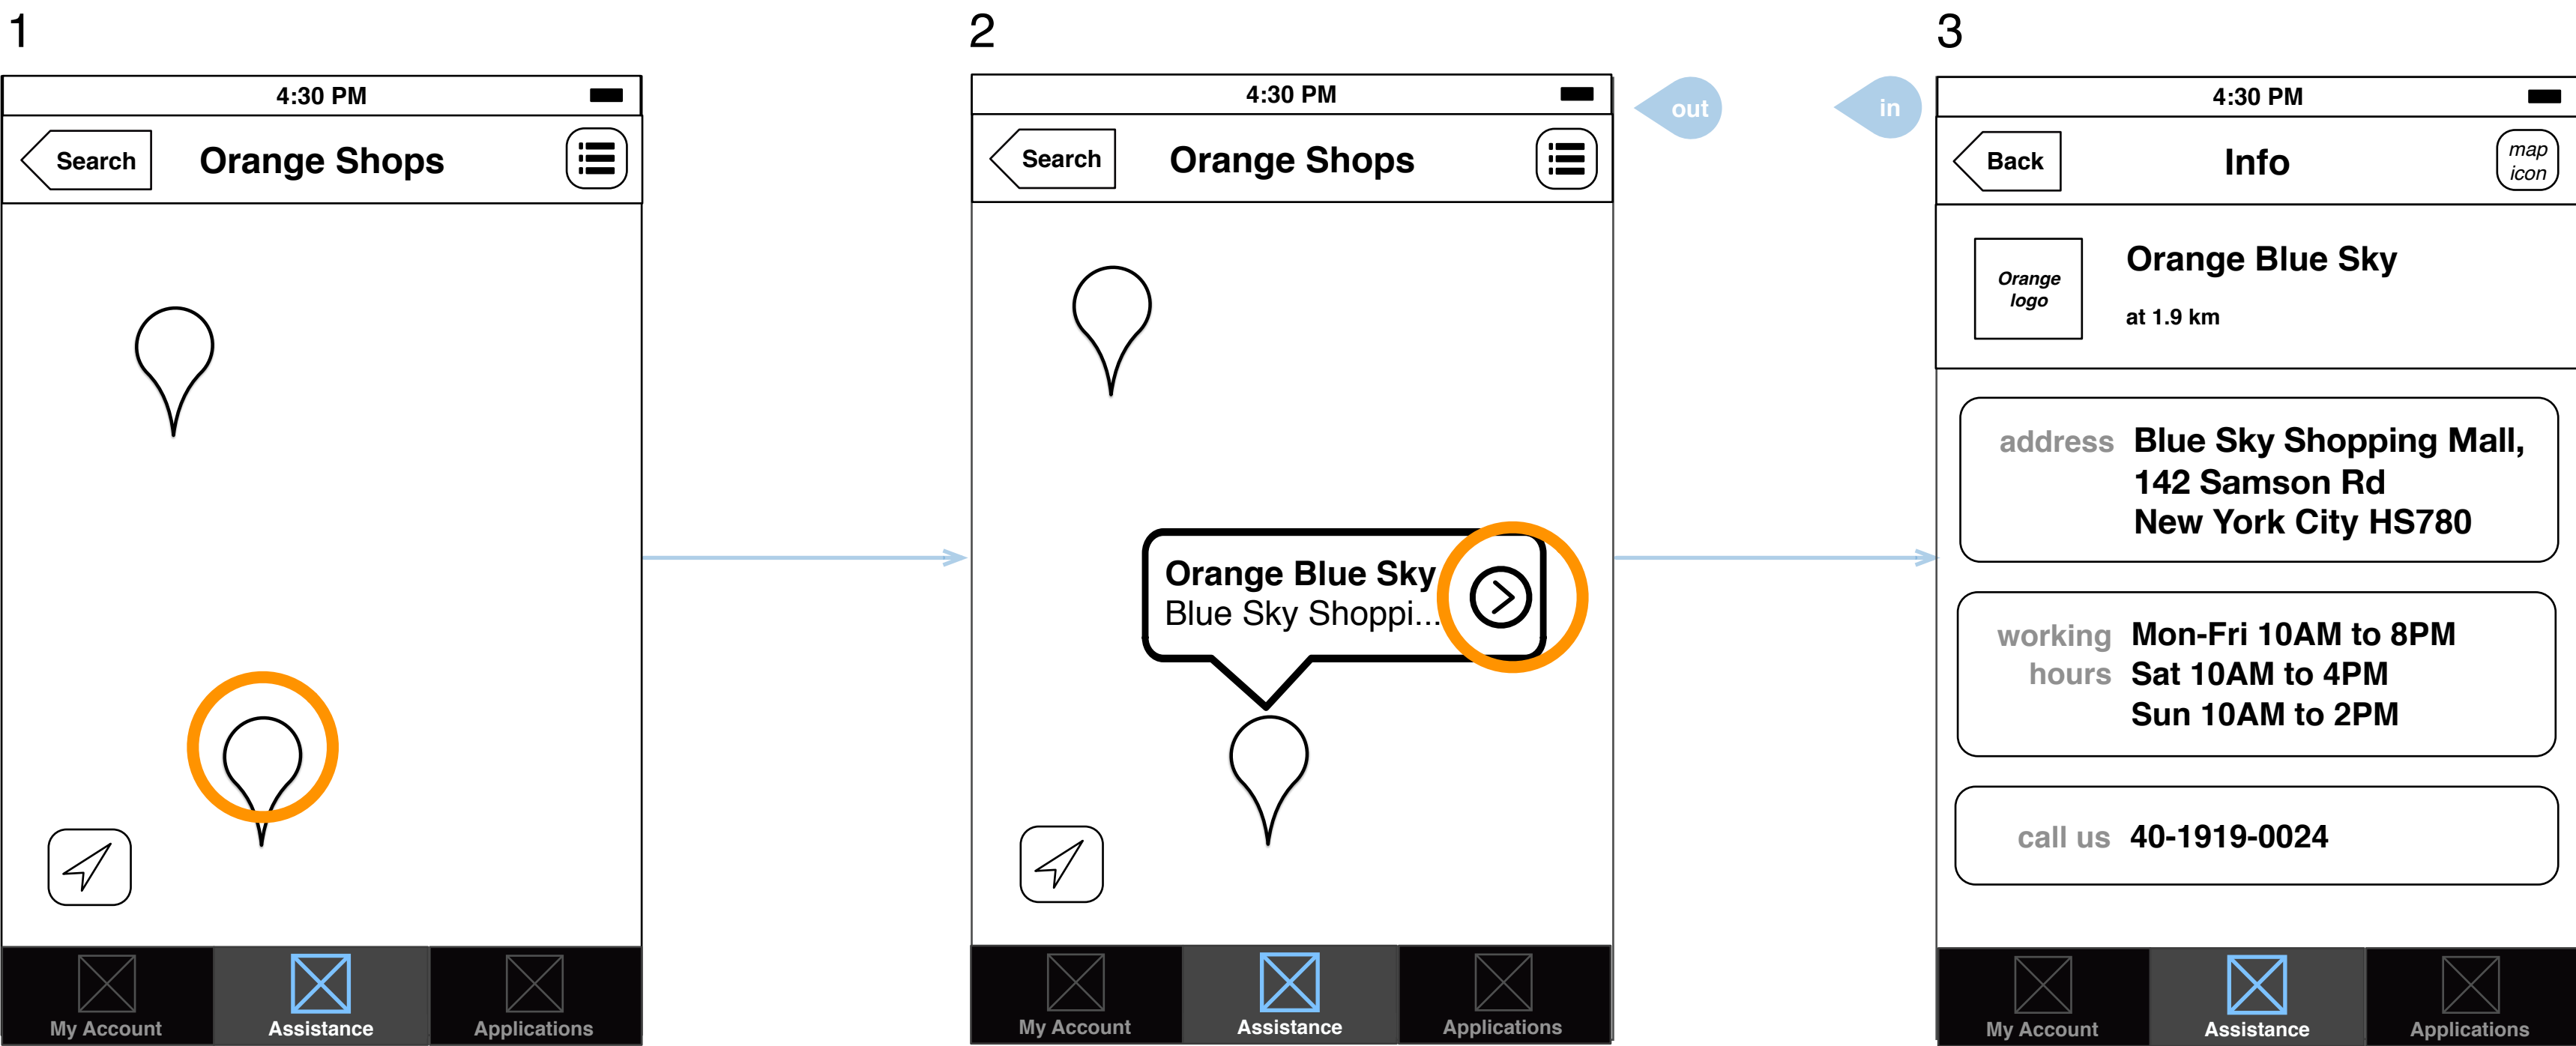 1
4:30 PM
Search
Orange Shops
My Account
Assistance
Applications
2
4:30 PM
Search
Orange Shops
Orange Blue Sky
Blue Sky Shoppi...
My Account
Assistance
Applications
out
in
3
4:30 PM
Back
Info
map
icon
Orange
logo
Orange Blue Sky
at 1.9 km
address Blue Sky Shopping Mall,
142 Samson Rd
New York City HS780
working Mon-Fri 10AM to 8PM
hours Sat 10AM to 4PM
Sun 10AM to 2PM
call us 40-1919-0024
My Account
Assistance
Applications